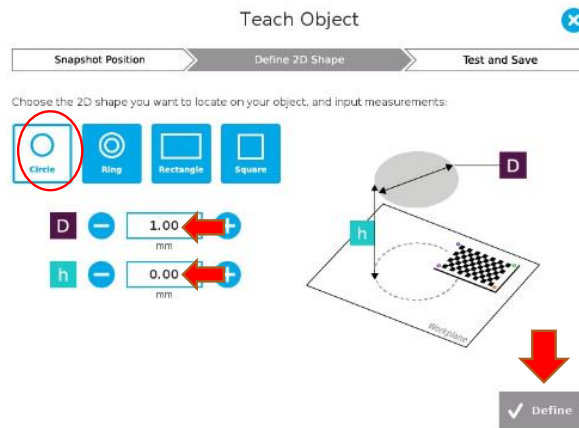 Teach Object
Snapshot Position
Define 2D Shape
Test and Save
Choose the 2D shape you want to locate on your object, and input measurements:
Circle
Ring
Rectangle
Square
D
1.00
mm
h
0.00
mm
D
h
Workplane
Define